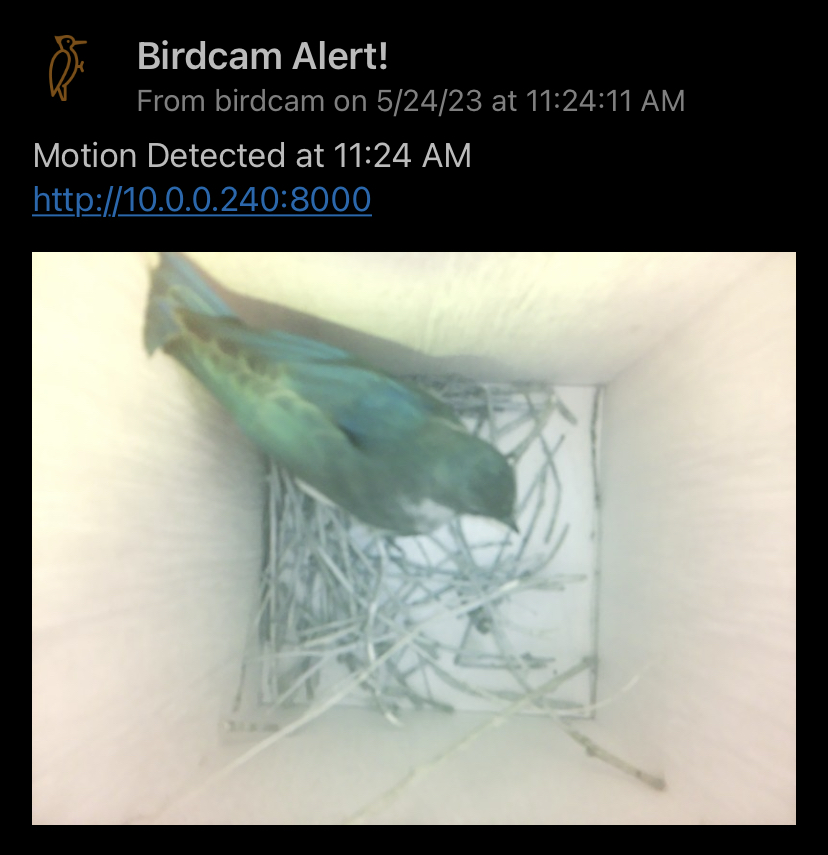 Birdcam Alert!
From birdcam on 5/24/23 at 11:24:11 AM
Motion Detected at 11:24 AM
http://10.0.0.240:8000